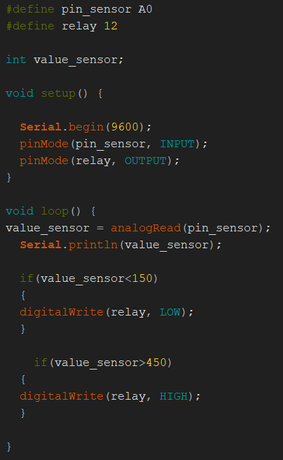 #define pin_sensor A0
#define relay 12
int value_sensor;
void setup() {
Serial.begin(9600);
pinMode(pin_sensor, INPUT);
pinMode(relay, OUTPUT);
}
void loop() {
value_sensor = analogRead(pin_sensor);
Serial.println(value_sensor);
if(value_sensor<150)
{
digitalWrite(relay, LOW);
}
if(value_sensor>450)
{
digitalWrite(relay, HIGH);
}
}